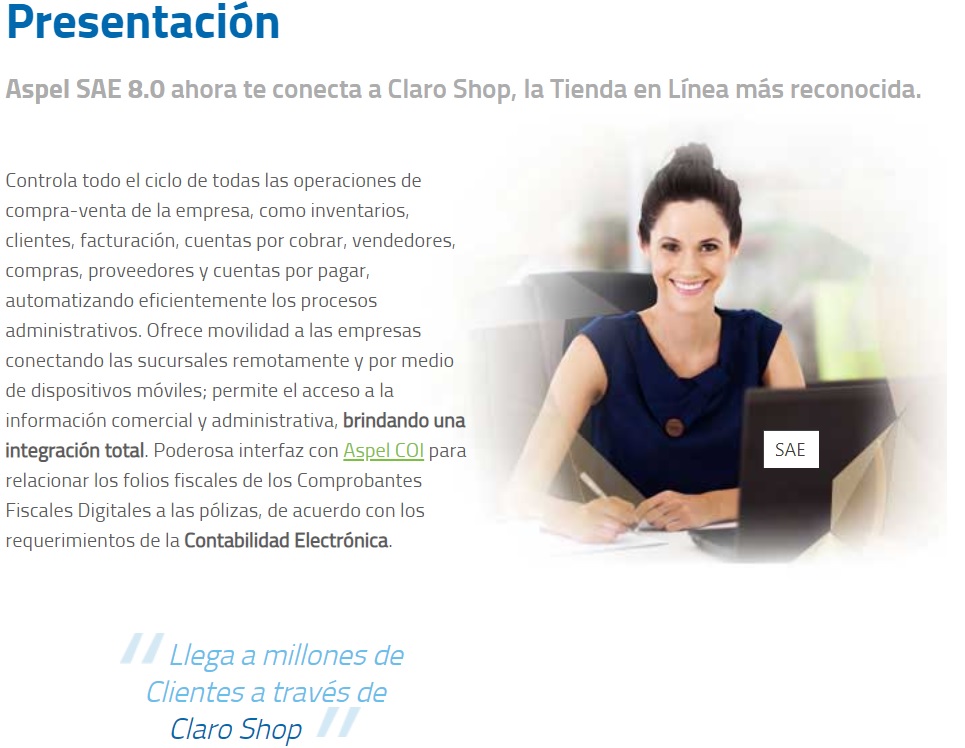 Presentación
Aspel SAE 8.0 ahora te conecta a Claro Shop, la Tienda en Línea más reconocida.
Controla todo el ciclo de todas las operaciones de
compra-venta de la empresa, como inventarios,
clientes, facturación, cuentas por cobrar, vendedores,
compras, proveedores y cuentas por pagar,
automatizando eficientemente los procesos
administrativos. Ofrece movilidad a las empresas
conectando las sucursales remotamente y por medio
de dispositivos móviles; permite el acceso a la
información comercial y administrativa, brindando una
integración total. Poderosa interfaz con Aspel COI para
relacionar los folios fiscales de los Comprobantes
Fiscales Digitales a las pólizas, de acuerdo con los
requerimientos de la Contabilidad Electrónica.
SAE
"Llega a millones de
Clientes a través de
Claro Shop"